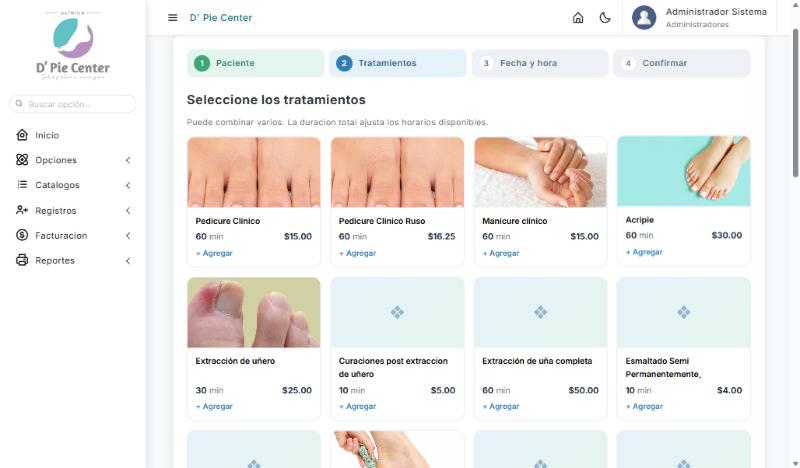 CLINICA
D' Pie Center
Buscar opción...
Inicio
Opciones
Catalogos
Registros
Facturacion
Reportes
D' Pie Center
Administrador Sistema
Administradores
1 Paciente
2 Tratamientos
3 Fecha y hora
4 Confirmar
Seleccione los tratamientos
Puede combinar varios. La duracion total ajusta los horarios disponibles.
Pedicure Clínico
60 min $15.00
+ Agregar
Pedicure Clinico Ruso
60 min $16.25
+ Agregar
Manicure clínico
60 min $15.00
+ Agregar
Acripie
60 min $30.00
+ Agregar
Extracción de uñero
30 min $25.00
+ Agregar
Curaciones post extraccion
de uñero
10 min $5.00
+ Agregar
Extracción de uña completa
60 min $50.00
+ Agregar
Esmaltado Semi
Permanentemente,
10 min $4.00
+ Agregar